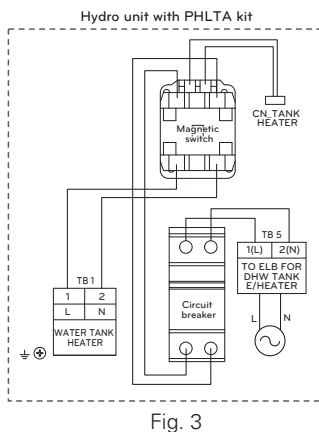 Hydro unit with PHLTA kit
CN_TANK
HEATER
Magnetic
switch
TB 5
1(L) 2(N)
TO ELB FOR
DHW TANK
E/HEATER
L N
TB 1
1 2
L N
WATER TANK
HEATER
Circuit
breaker
Fig. 3